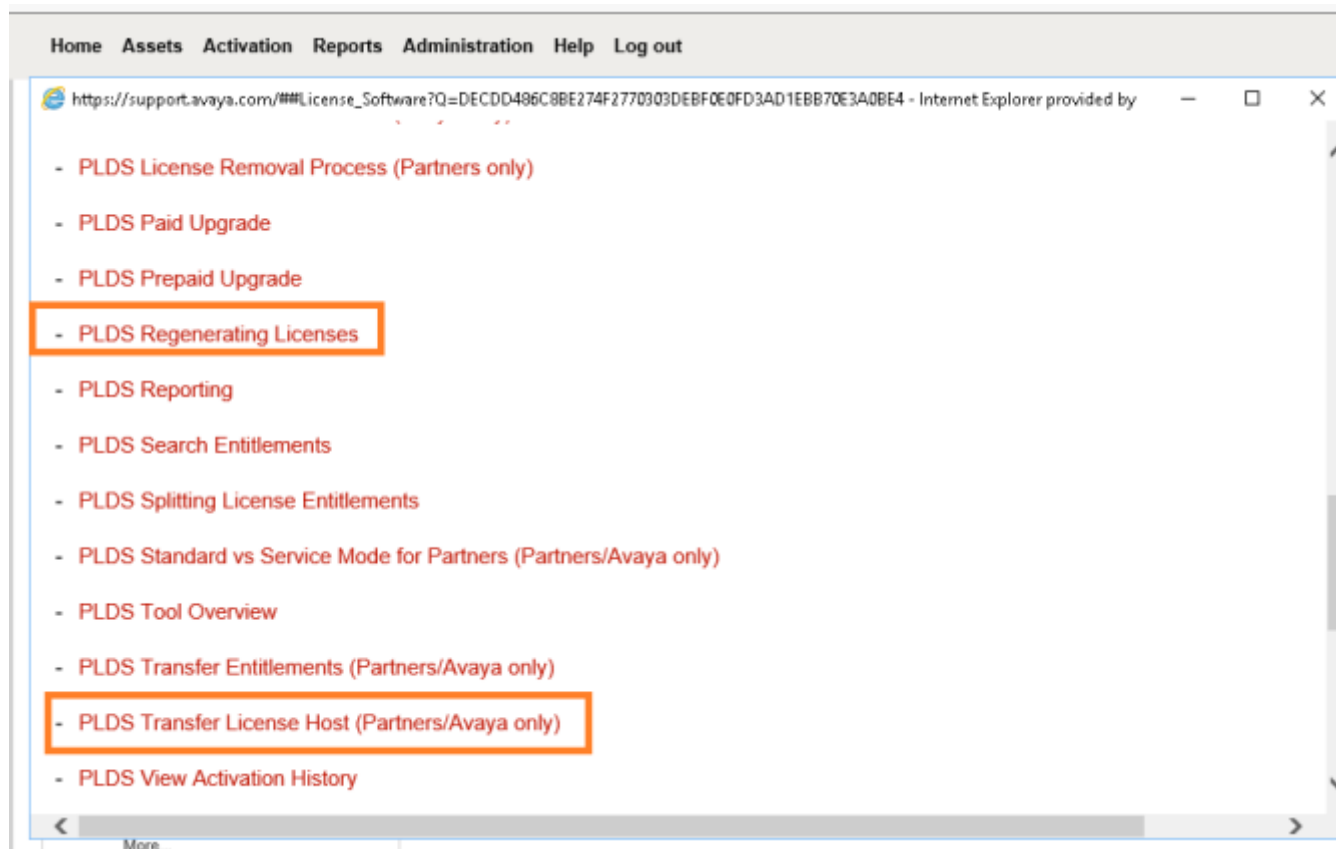 Home Assets Activation Reports Administration Help Log out
https://support.avaya.com/##License_Software?Q=DECDD486C8BE274F2770303DEBF0E0FD3AD1EBB70E3A0BE4 - Internet Explorer provided by
- PLDS License Removal Process (Partners only)
- PLDS Paid Upgrade
- PLDS Prepaid Upgrade
- PLDS Regenerating Licenses
- PLDS Reporting
- PLDS Search Entitlements
- PLDS Splitting License Entitlements
- PLDS Standard vs Service Mode for Partners (Partners/Avaya only)
- PLDS Tool Overview
- PLDS Transfer Entitlements (Partners/Avaya only)
- PLDS Transfer License Host (Partners/Avaya only)
- PLDS View Activation History
More...